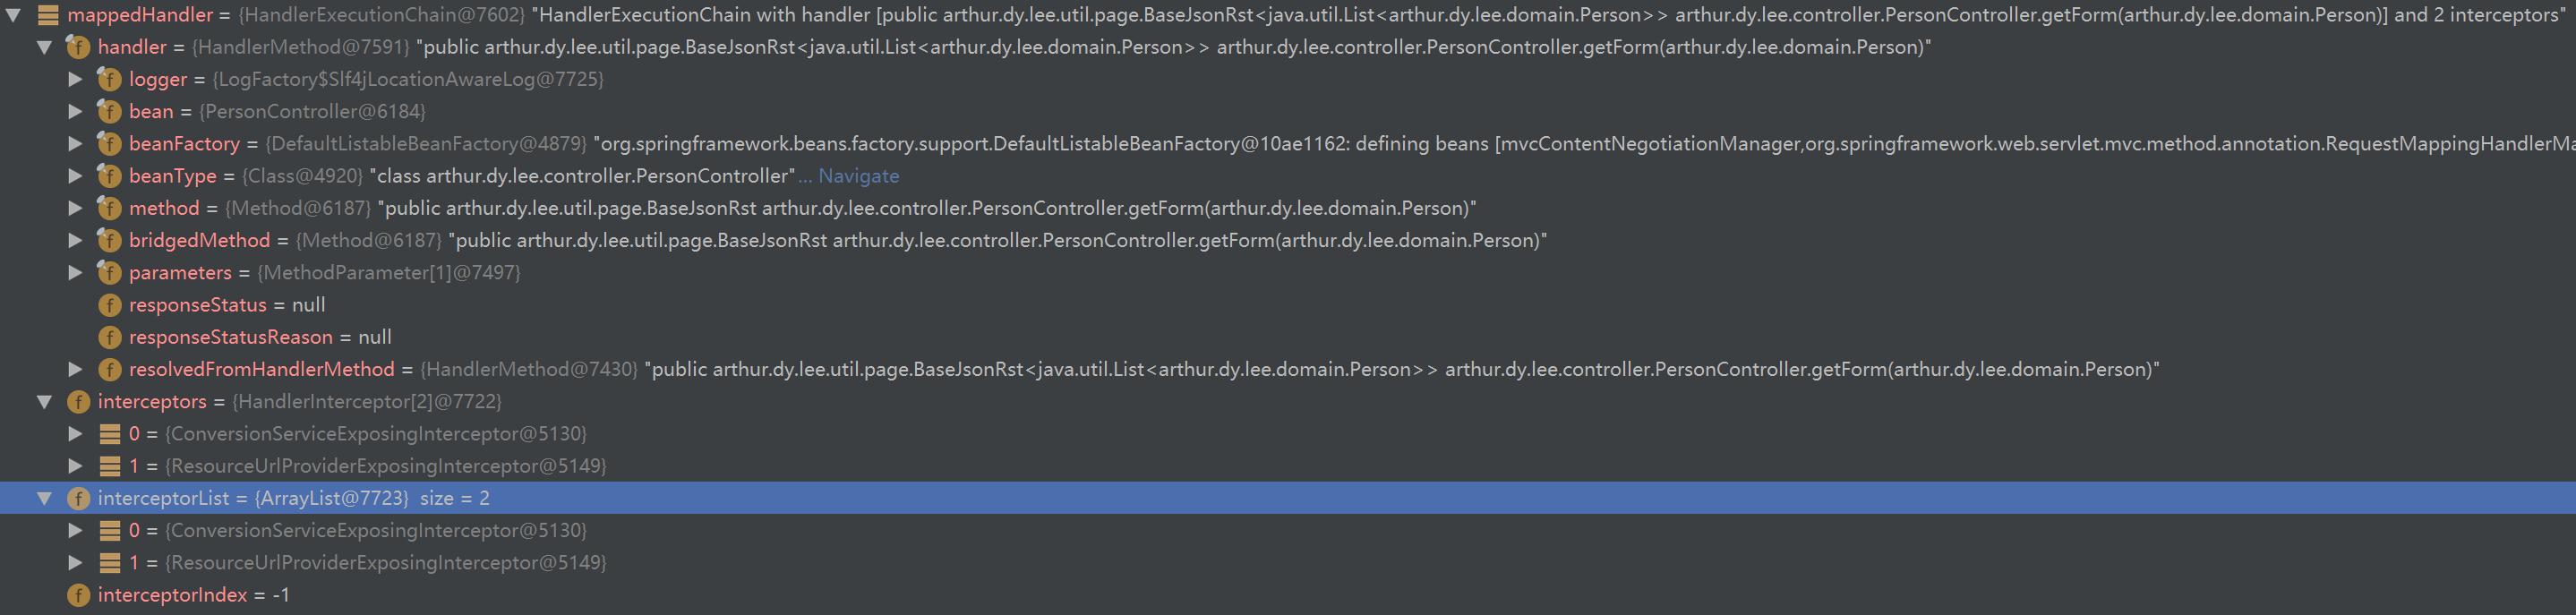 mappedHandler = {HandlerExecutionChain@7602} "HandlerExecutionChain with handler [public arthur.dy.lee.util.page.BaseJsonRst<java.util.List<arthur.dy.lee.domain.Person>> arthur.dy.lee.controller.PersonController.getForm(arthur.dy.lee.domain.Person)] and 2 interceptors"
f handler = {HandlerMethod@7591} "public arthur.dy.lee.util.page.BaseJsonRst<java.util.List<arthur.dy.lee.domain.Person>> arthur.dy.lee.controller.PersonController.getForm(arthur.dy.lee.domain.Person)"
f logger = {LogFactory$Slf4jLocationAwareLog@7725}
f bean = {PersonController@6184}
f beanFactory = {DefaultListableBeanFactory@4879} "org.springframework.beans.factory.support.DefaultListableBeanFactory@10ae1162: defining beans [mvcContentNegotiationManager,org.springframework.web.servlet.mvc.method.annotation.RequestMappingHandlerMa
f beanType = {Class@4920} "class arthur.dy.lee.controller.PersonController"... Navigate
f method = {Method@6187} "public arthur.dy.lee.util.page.BaseJsonRst arthur.dy.lee.controller.PersonController.getForm(arthur.dy.lee.domain.Person)"
f bridgedMethod = {Method@6187} "public arthur.dy.lee.util.page.BaseJsonRst arthur.dy.lee.controller.PersonController.getForm(arthur.dy.lee.domain.Person)"
f parameters = {MethodParameter[1]@7497}
f responseStatus = null
f responseStatusReason = null
f resolvedFromHandlerMethod = {HandlerMethod@7430} "public arthur.dy.lee.util.page.BaseJsonRst<java.util.List<arthur.dy.lee.domain.Person>> arthur.dy.lee.controller.PersonController.getForm(arthur.dy.lee.domain.Person)"
f interceptors = {HandlerInterceptor[2]@7722}
0 = {ConversionServiceExposingInterceptor@5130}
1 = {ResourceUrlProviderExposingInterceptor@5149}
f interceptorList = {ArrayList@7723} size = 2
0 = {ConversionServiceExposingInterceptor@5130}
1 = {ResourceUrlProviderExposingInterceptor@5149}
f interceptorIndex = -1